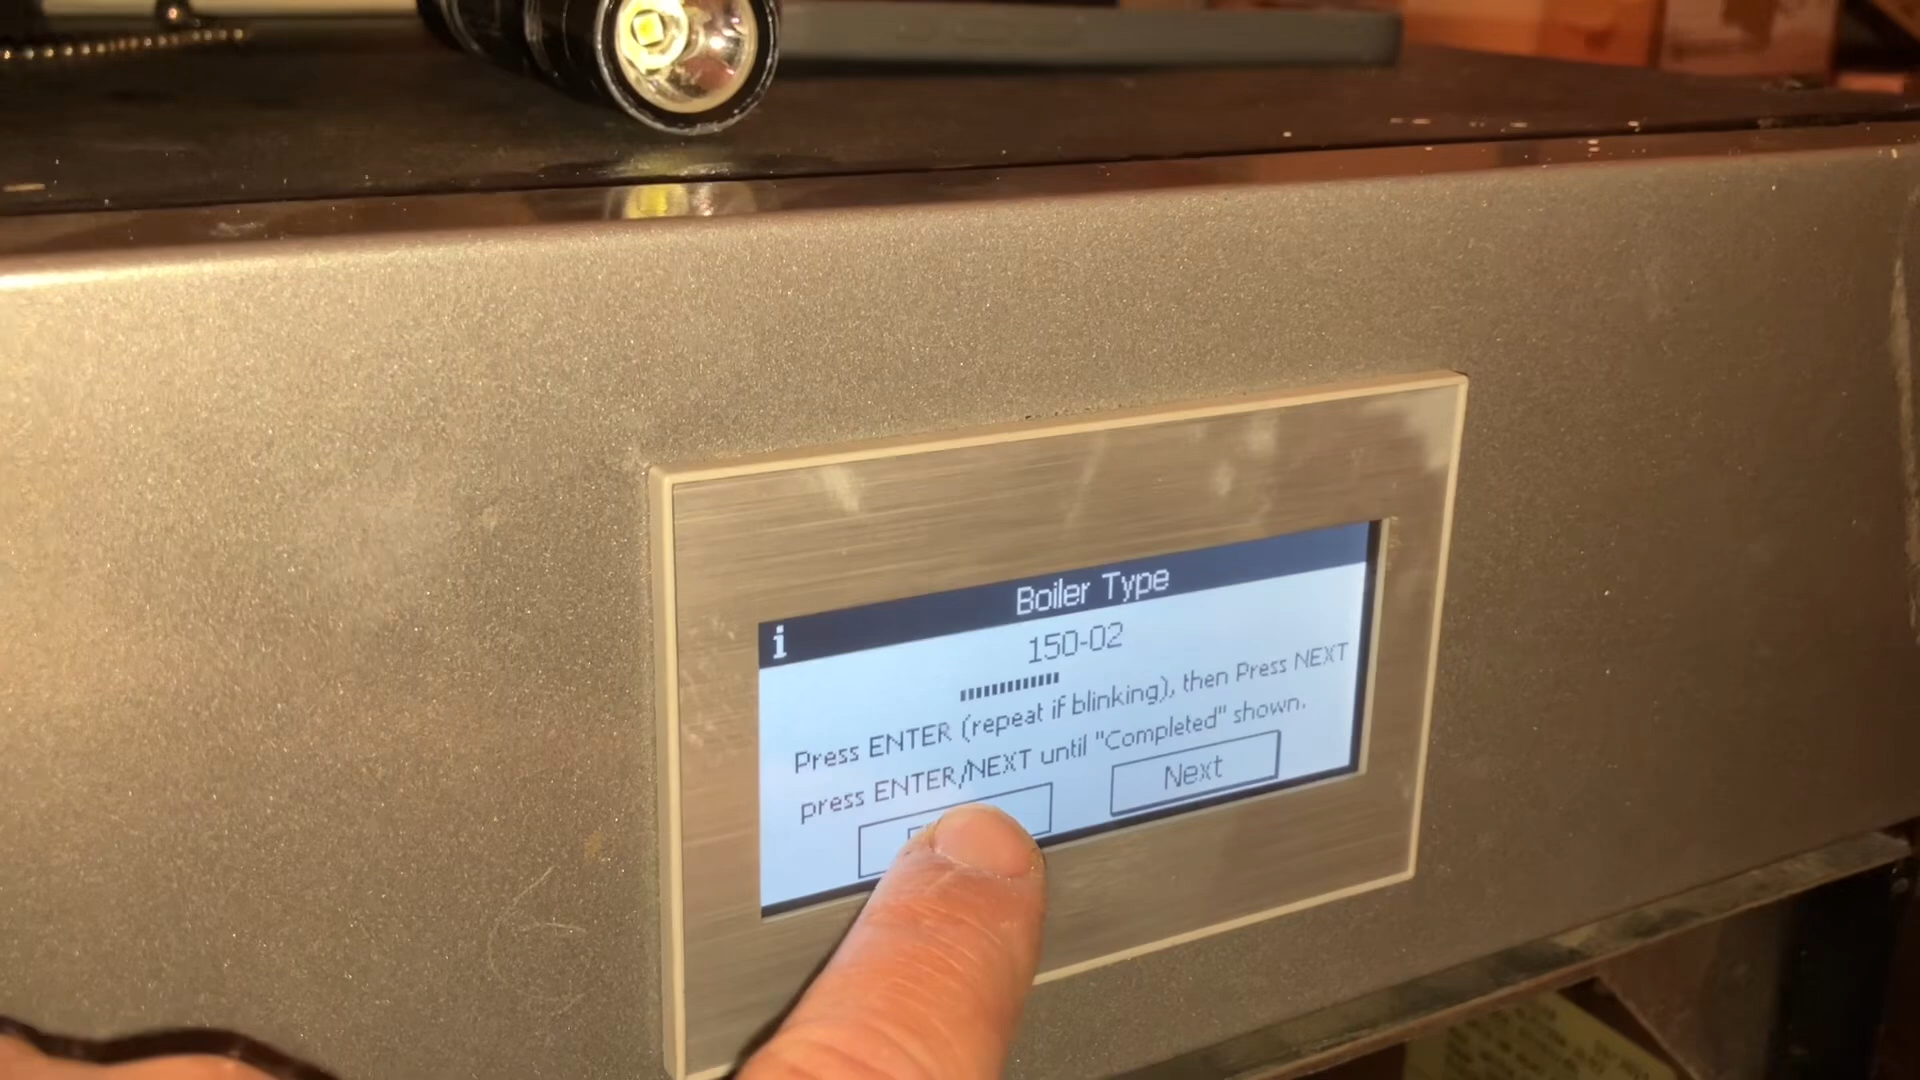 i Boiler Type
150-02
Press ENTER (repeat if blinking), then Press NEXT
press ENTER/NEXT until "Completed" shown.
Next